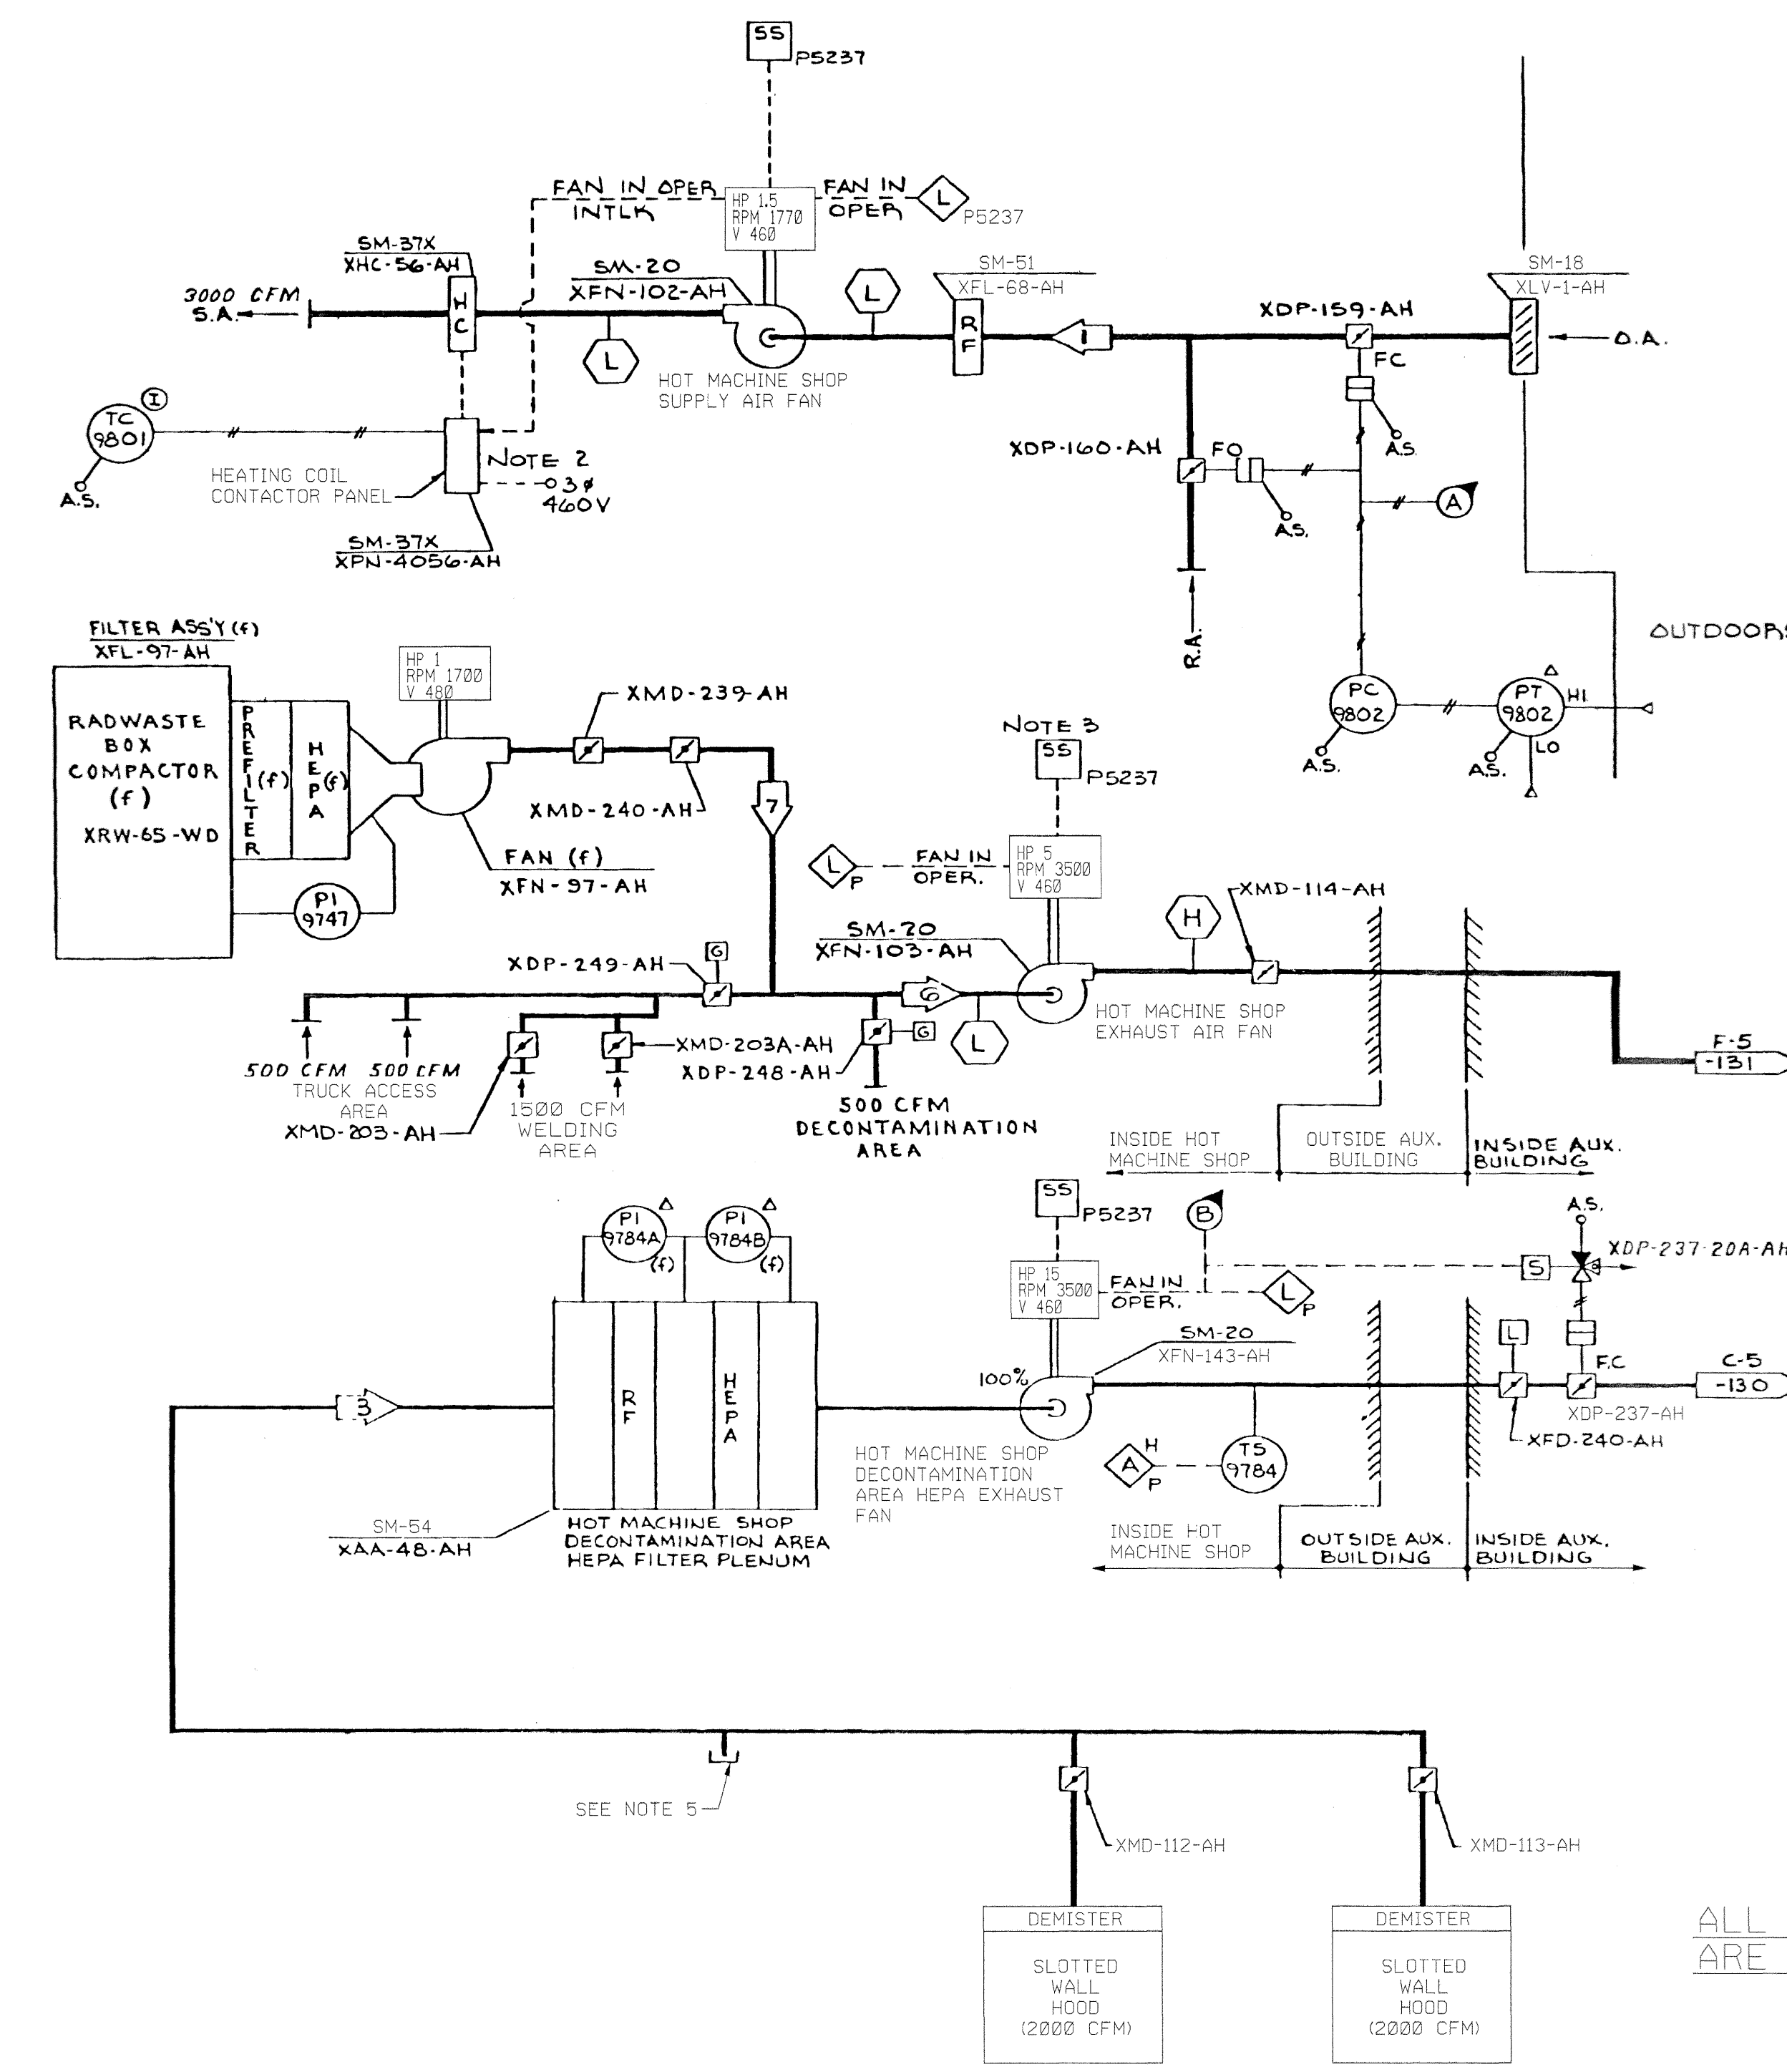 SS
P5237
FAN IN OPER
INTLK
HP 1.5
RPM 1770
V 460
FAN IN
OPER
L
P5237
SM-37X
XHC-56-AH
SM-20
XFN-102-AH
SM-51
XFL-68-AH
SM-18
XLV-1-AH
3000 CFM
S.A.
HC
L
C
L
RF
1
XDP-159-AH
O.A.
FC
HOT MACHINE SHOP
SUPPLY AIR FAN
I
TC
9801
A.S.
HEATING COIL
CONTACTOR PANEL
NOTE 2
3ø
460V
SM-37X
XPN-4056-AH
XDP-160-AH
FO
A.S.
A.S.
A
R.A.
OUTDOORS
PC
9802
A.S.
PT
9802
HI
LO
A.S.
FILTER ASS'Y (f)
XFL-97-AH
RADWASTE
BOX
COMPACTOR
(f)
XRW-65-WD
PREFILTER (f)
HEPA (f)
HP 1
RPM 1700
V 480
XMD-239-AH
XMD-240-AH
7
FAN (f)
XFN-97-AH
PI
9747
NOTE 3
SS
P5237
L
P
FAN IN
OPER.
HP 5
RPM 3500
V 460
SM-20
XFN-103-AH
H
XMD-114-AH
G
XDP-249-AH
6
L
HOT MACHINE SHOP
EXHAUST AIR FAN
G
XMD-203A-AH
XDP-248-AH
500 CFM
500 CFM
TRUCK ACCESS
AREA
XMD-203-AH
1500 CFM
WELDING
AREA
500 CFM
DECONTAMINATION
AREA
F-5
-131
INSIDE HOT
MACHINE SHOP
OUTSIDE AUX.
BUILDING
INSIDE AUX.
BUILDING
SS
P5237
B
A.S.
XDP-237-20A-AH
S
PI
9784A
(f)
PI
9784B
(f)
HP 15
RPM 3500
V 460
FAN IN
OPER.
L
P
SM-20
XFN-143-AH
100%
L
F.C
C-5
-130
XDP-237-AH
XFD-240-AH
3
RF
HEPA
HOT MACHINE SHOP
DECONTAMINATION
AREA HEPA EXHAUST
FAN
A
H
P
TS
9784
SM-54
XAA-48-AH
HOT MACHINE SHOP
DECONTAMINATION AREA
HEPA FILTER PLENUM
INSIDE HOT
MACHINE SHOP
OUTSIDE AUX.
BUILDING
INSIDE AUX.
BUILDING
SEE NOTE 5
XMD-112-AH
XMD-113-AH
DEMISTER
SLOTTED
WALL
HOOD
(2000 CFM)
DEMISTER
SLOTTED
WALL
HOOD
(2000 CFM)
ALL
ARE